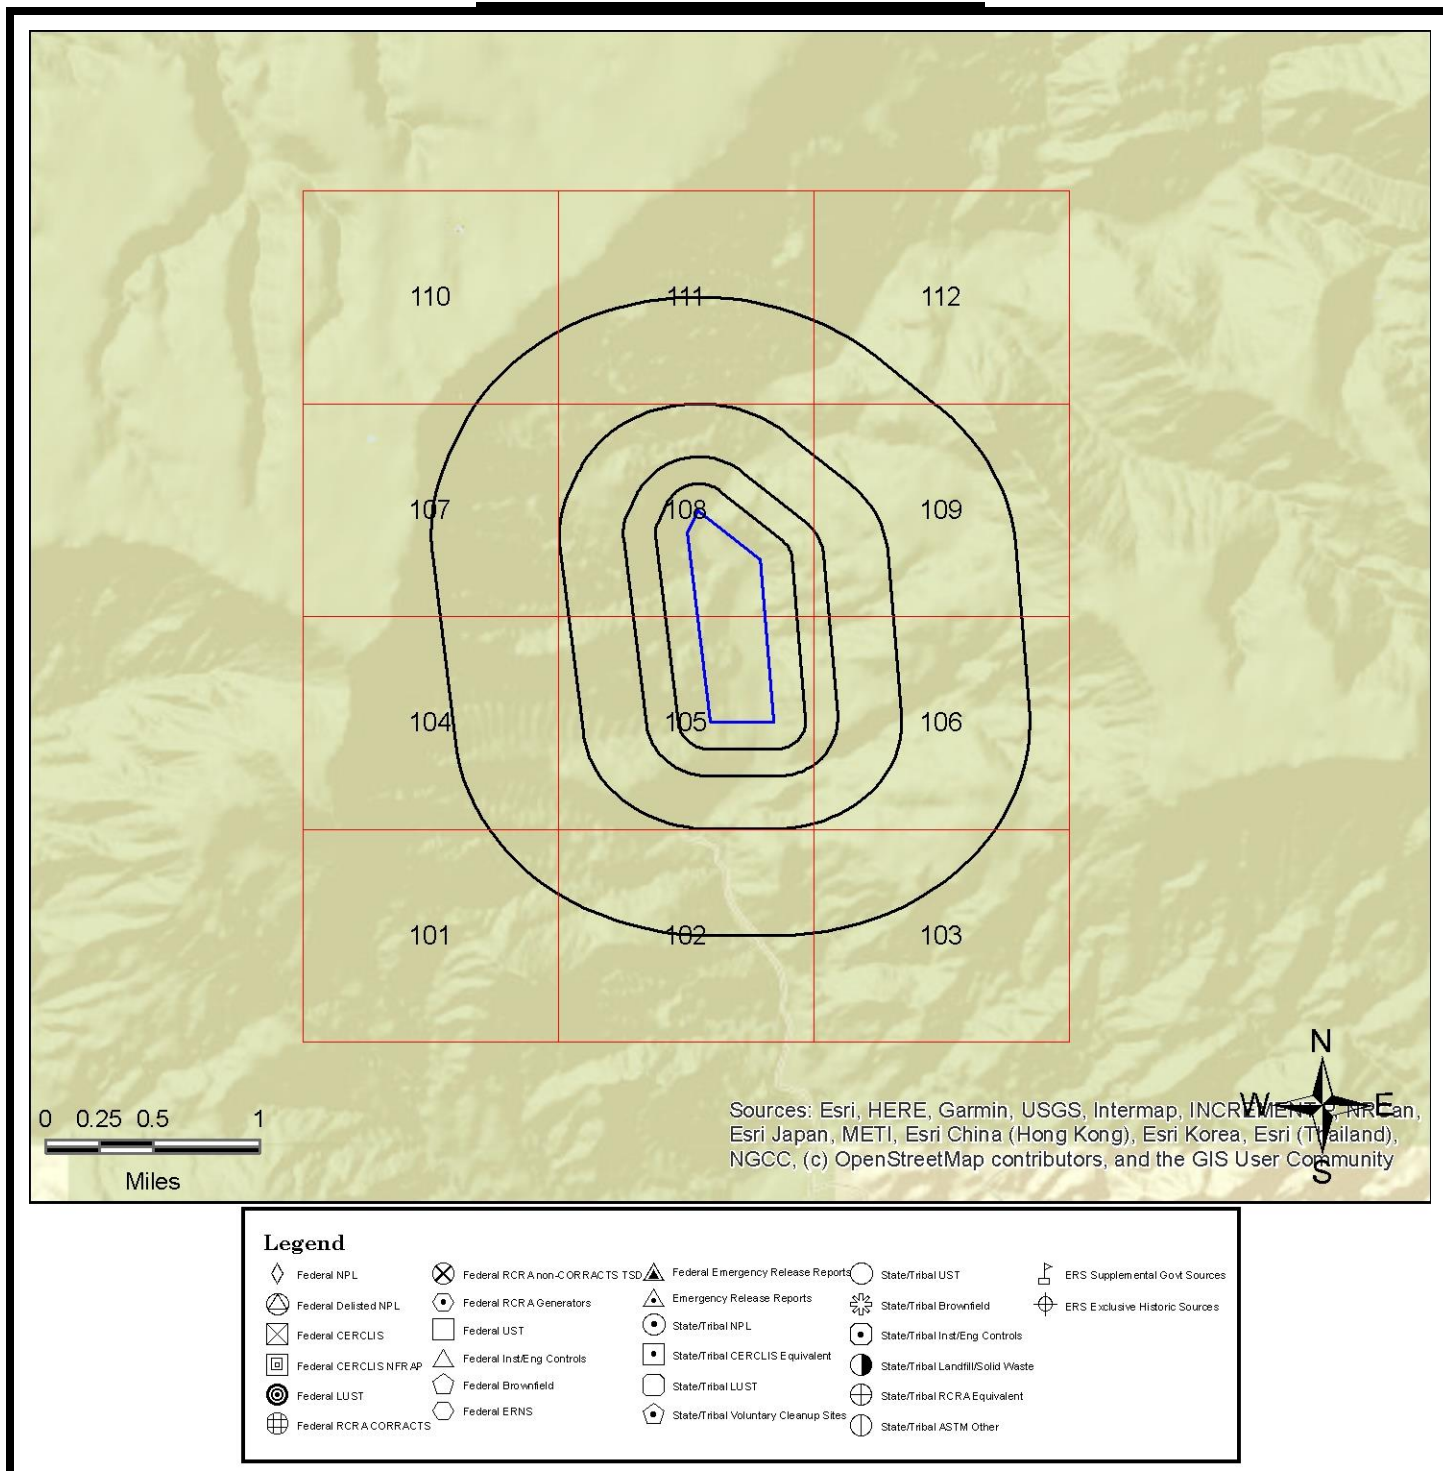 110 111 112
107 108 109
104 105 106
101 102 103
N
W E
S
0 0.25 0.5 1
Miles
Sources: Esri, HERE, Garmin, USGS, Intermap,
Esri Japan, METI, Esri China (Hong Kong), Esri Korea, Esri (Thailand),
NGCC, (c) OpenStreetMap contributors, and the GIS User Community
Legend
Federal NPL
Federal Delisted NPL
Federal CERCLIS
Federal CERCLIS NFRAP
Federal LUST
Federal RCRA CORRACTS
Federal RCRA non-CORRACTS TSD
Federal RCRA Generators
Federal UST
Federal Inst/Eng Controls
Federal Brownfield
Federal ERNS
Federal Emergency Release Reports
Emergency Release Reports
State/Tribal NPL
State/Tribal CERCLIS Equivalent
State/Tribal LUST
State/Tribal Voluntary Cleanup Sites
State/Tribal UST
State/Tribal Brownfield
State/Tribal Inst/Eng Controls
State/Tribal Landfill/Solid Waste
State/Tribal RCRA Equivalent
State/Tribal ASTM Other
ERS Supplemental Govt Sources
ERS Exclusive Historic Sources